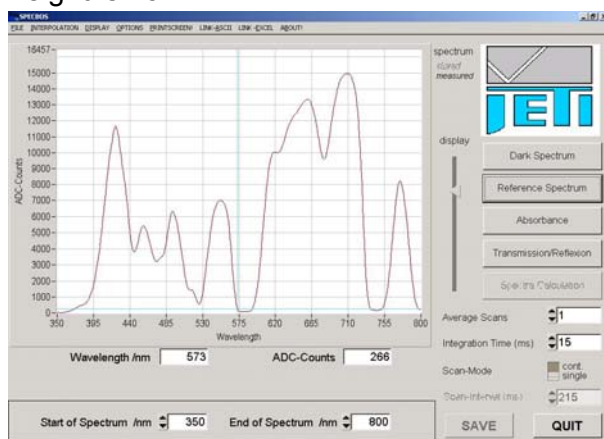 SPECBOS
FILE INTERPOLATION DISPLAY OPTIONS PRINTSCREEN! LINK-ASCII LINK-EXCEL ABOUT!
16457-
15000-
14000-
13000-
12000-
11000-
10000-
9000-
8000-
7000-
6000-
5000-
4000-
3000-
2000-
1000-
0-
ADC-Counts
350 395 440 485 530 575 620 665 710 755 800
Wavelength
Wavelength /nm 573 ADC-Counts 266
Start of Spectrum /nm 350 End of Spectrum /nm 800
spectrum
stored
measured
JETI
display
Dark Spectrum
Reference Spectrum
Absorbance
Transmission/Reflexion
Spectra Calculation
Average Scans 1
Integration Time (ms) 15
Scan-Mode cont.
single
Scan-Interval (ms) 215
SAVE QUIT